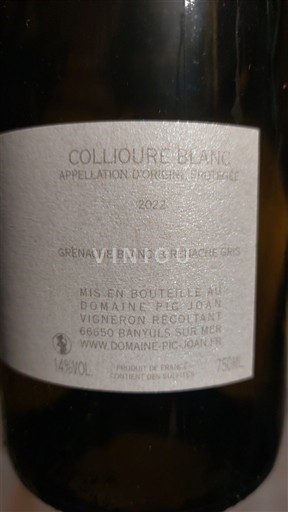 COLLIOURE BLANC
APPELLATION D'ORIGINE PROTÉGÉE
2022
GRENACHE BLANC GRENACHE GRIS
VINIOU
MIS EN BOUTEILLE AU
DOMAINE PIC JOAN
VIGNERON RÉCOLTANT
66650 BANYULS SUR MER
WWW.DOMAINE-PIC-JOAN.FR
14%VOL. PRODUIT DE FRANCE 750ML
CONTIENT DES SULFITES